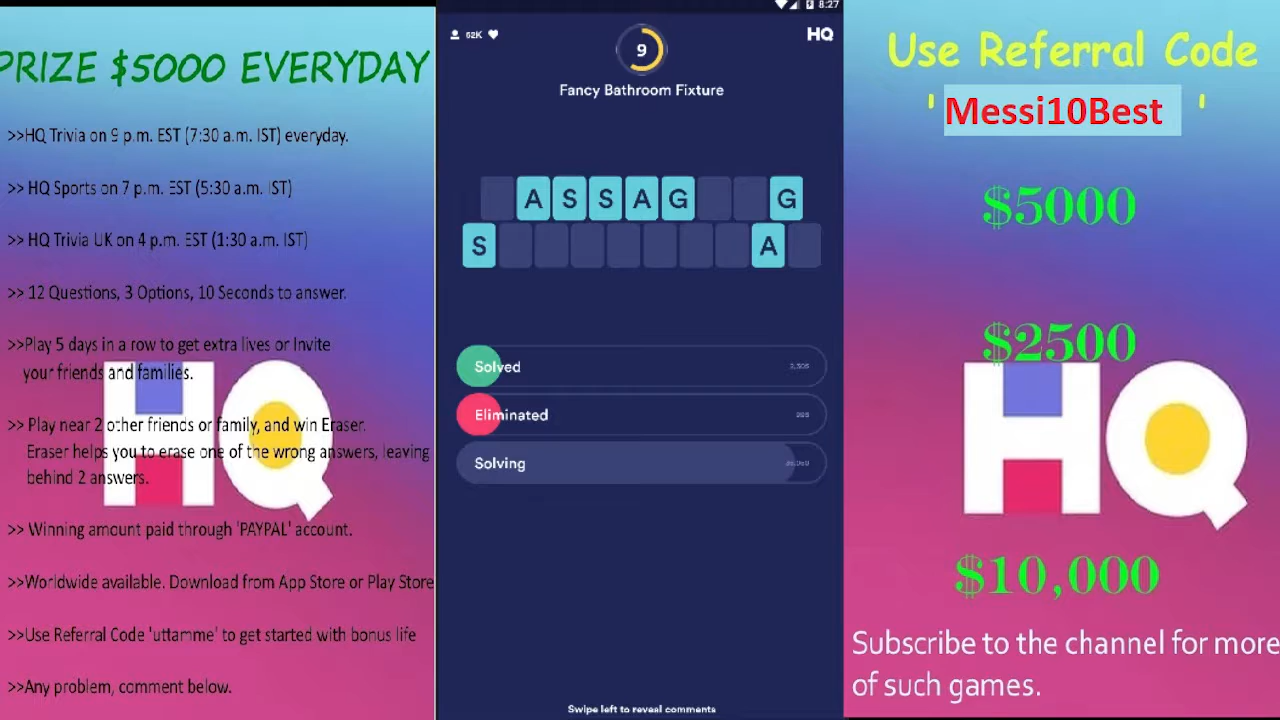 PRIZE $5000 EVERYDAY
>>HQ Trivia on 9 p.m. EST (7:30 a.m. IST) everyday.
>> HQ Sports on 7 p.m. EST (5:30 a.m. IST)
>> HQ Trivia UK on 4 p.m. EST (1:30 a.m. IST)
>> 12 Questions, 3 Options, 10 Seconds to answer.
>>Play 5 days in a row to get extra lives or Invite
your friends and families.
>> Play near 2 other friends or family, and win Eraser.
Eraser helps you to erase one of the wrong answers, leaving
behind 2 answers.
>> Winning amount paid through 'PAYPAL' account.
>>Worldwide available. Download from App Store or Play Store
>>Use Referral Code 'uttamme' to get started with bonus life
>>Any problem, comment below.
HQ
8:27
52K
HQ
9
Fancy Bathroom Fixture
ASSAG G
S A
Solved
Eliminated
Solving
Swipe left to reveal comments
Use Referral Code
' Messi10Best '
$5000
$2500
HQ
$10,000
Subscribe to the channel for more
of such games.